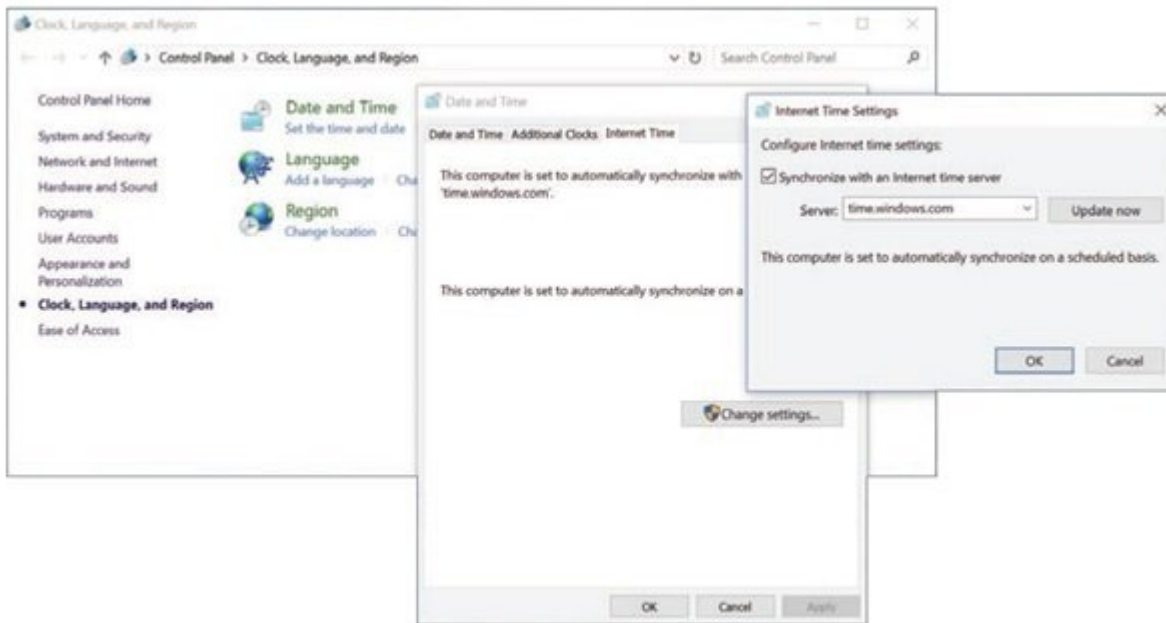 Clock, Language, and Region
Control Panel > Clock, Language, and Region
Search Control Panel
Control Panel Home
System and Security
Network and Internet
Hardware and Sound
Programs
User Accounts
Appearance and
Personalization
Clock, Language, and Region
Ease of Access
Date and Time
Set the time and date
Language
Add a language
Region
Change location
Date and Time
Date and Time Additional Clocks Internet Time
This computer is set to automatically synchronize with
'time.windows.com'.
This computer is set to automatically synchronize on a
Change settings...
OK Cancel Apply
Internet Time Settings
Configure Internet time settings:
Synchronize with an Internet time server
Server: time.windows.com Update now
This computer is set to automatically synchronize on a scheduled basis.
OK Cancel